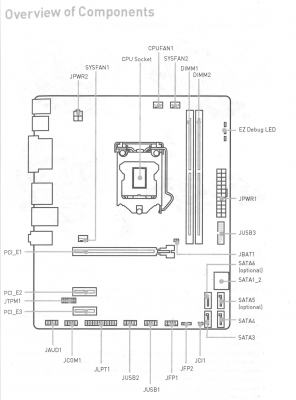 Overview of Components
CPUFAN1
CPU Socket
SYSFAN2
SYSFAN1
DIMM1
DIMM2
JPWR2
EZ Debug LED
JPWR1
JUSB3
PCI_E1
JBAT1
SATA6
(optional)
SATA1_2
PCI_E2
JTPM1
PCI_E3
SATA5
(optional)
SATA4
SATA3
JAUD1
JCOM1
JLPT1
JUSB2
JUSB1
JFP1
JFP2
JCI1